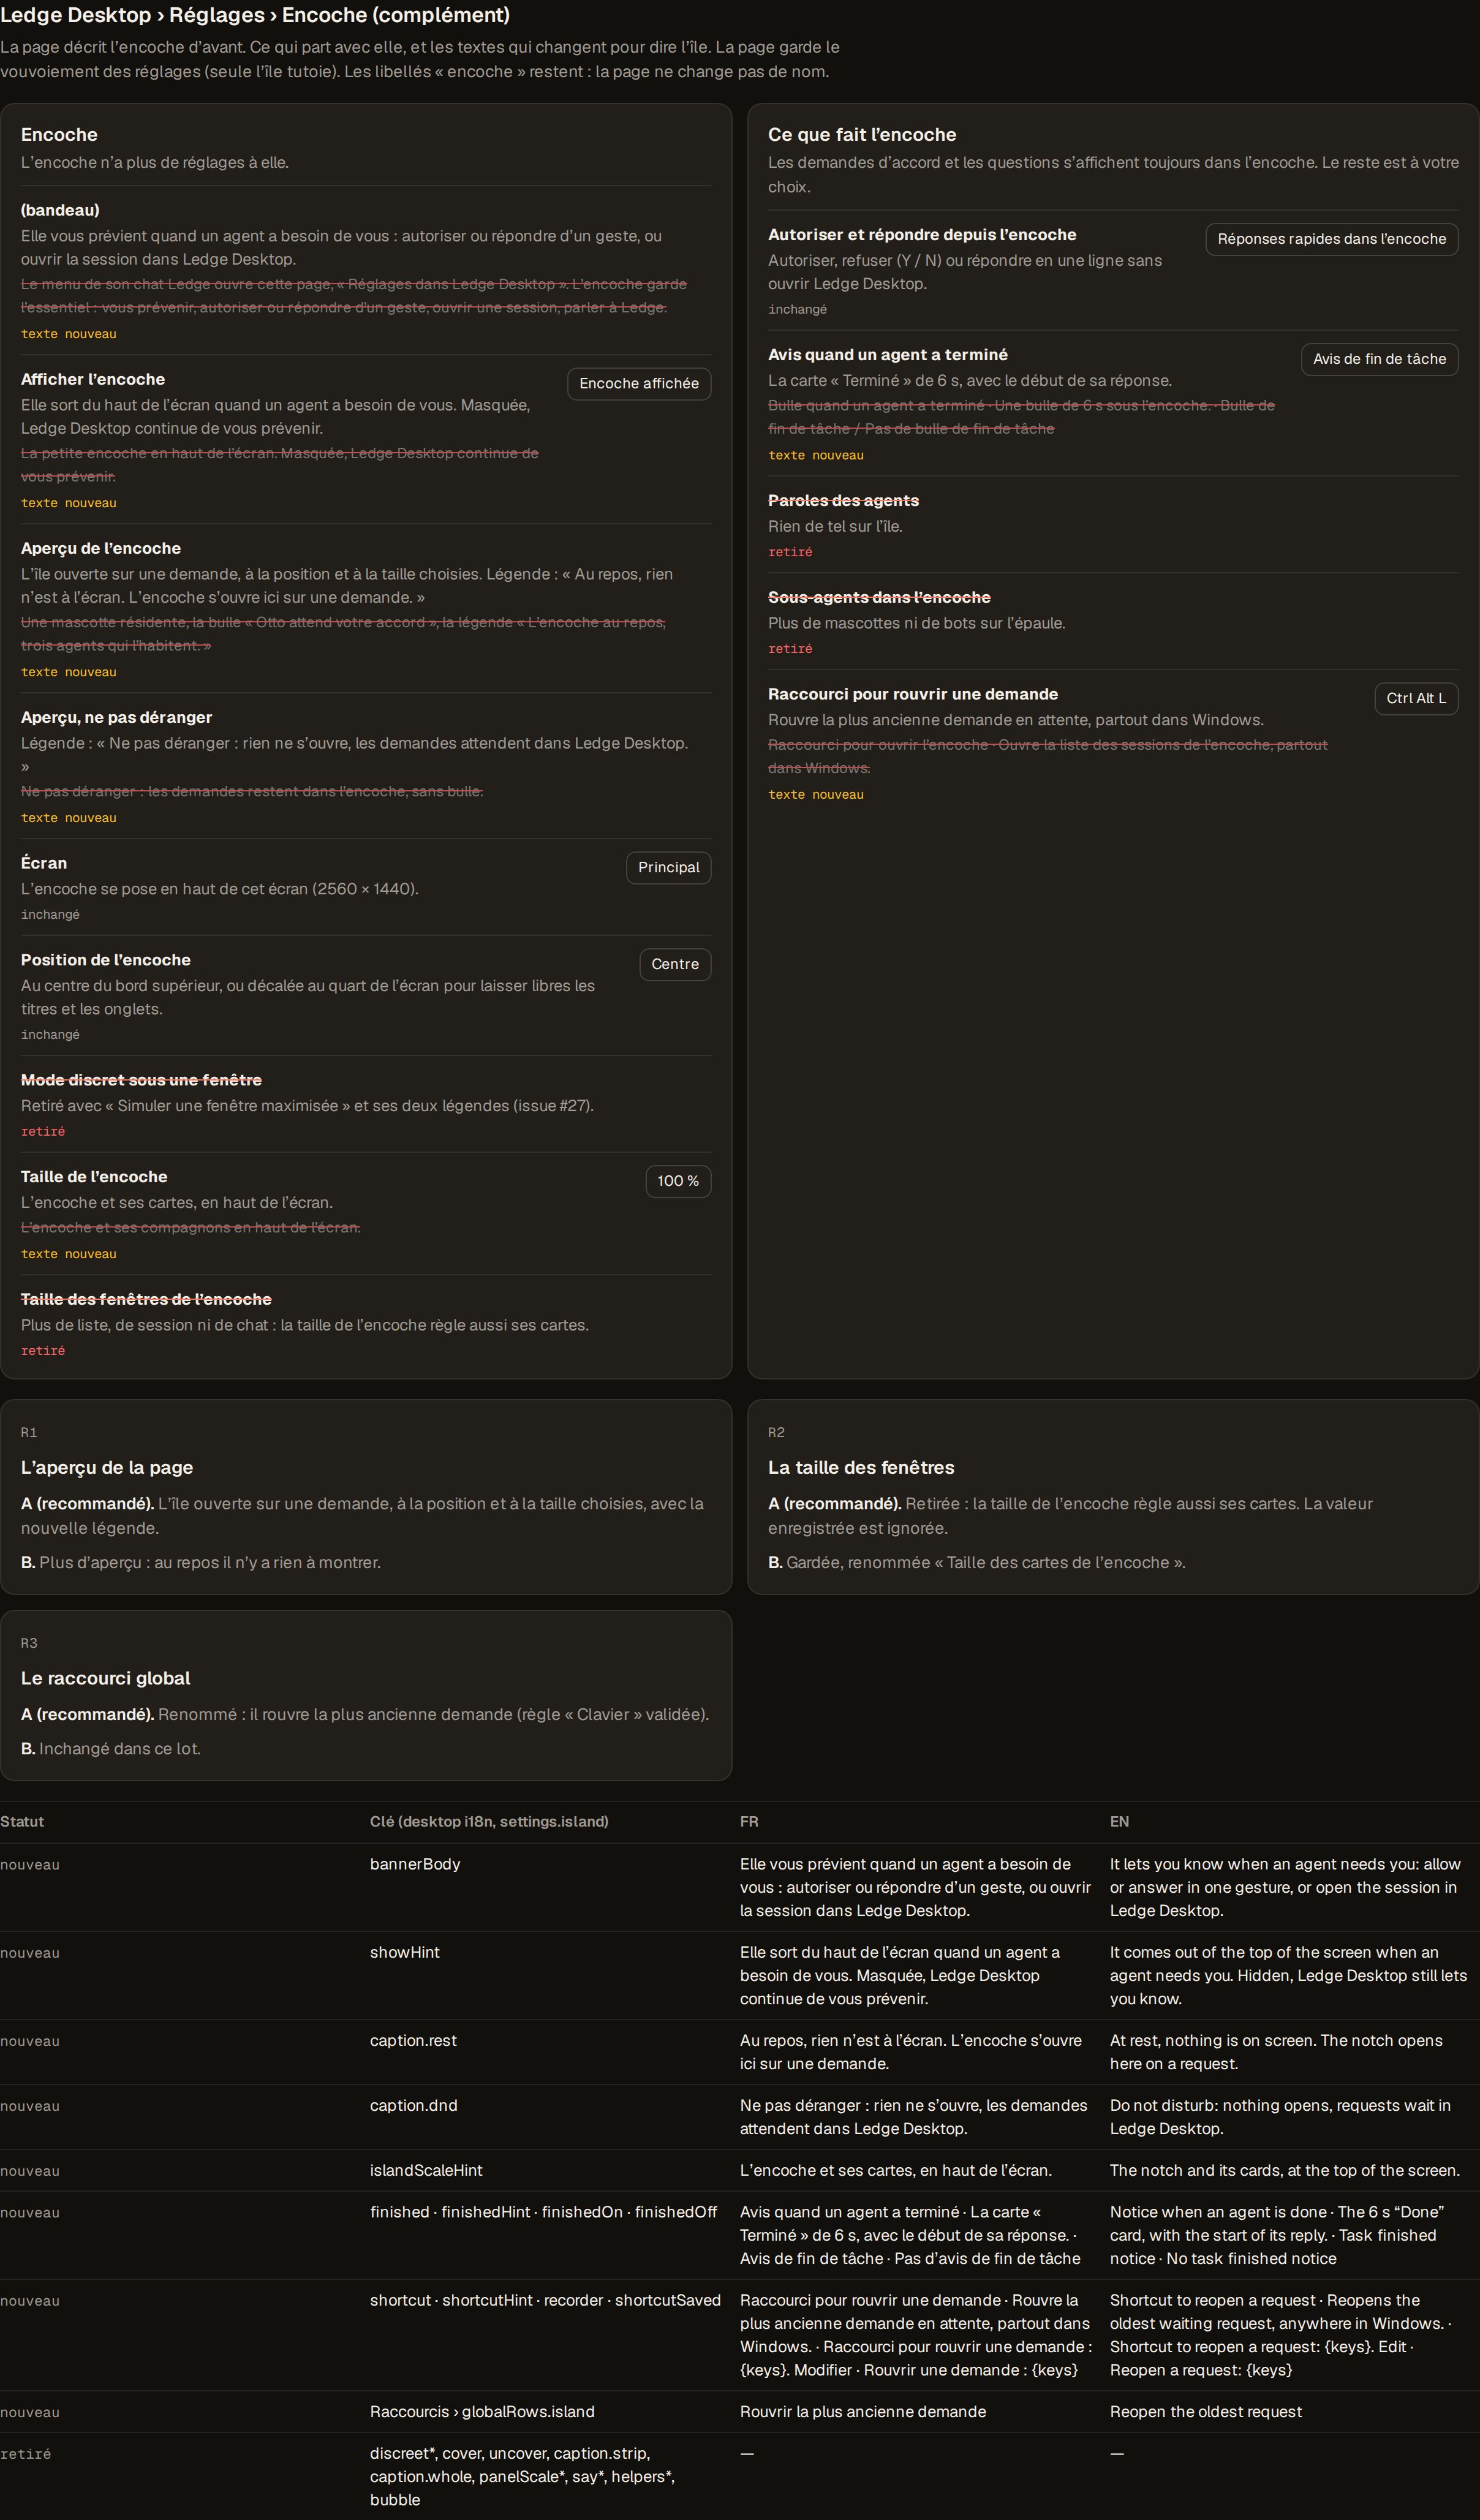 Ledge Desktop › Réglages › Encoche (complément)
La page décrit l’encoche d’avant. Ce qui part avec elle, et les textes qui changent pour dire l’île. La page garde le
vouvoiement des réglages (seule l’île tutoie). Les libellés « encoche » restent : la page ne change pas de nom.
Encoche
L’encoche n’a plus de réglages à elle.
(bandeau)
Elle vous prévient quand un agent a besoin de vous : autoriser ou répondre d’un geste, ou
ouvrir la session dans Ledge Desktop.
Le menu de son chat Ledge ouvre cette page, « Réglages dans Ledge Desktop ». L’encoche garde
l’essentiel : vous prévenir, autoriser ou répondre d’un geste, ouvrir une session, parler à Ledge.
texte nouveau
Afficher l’encoche
Encoche affichée
Elle sort du haut de l’écran quand un agent a besoin de vous. Masquée,
Ledge Desktop continue de vous prévenir.
La petite encoche en haut de l’écran. Masquée, Ledge Desktop continue de
vous prévenir.
texte nouveau
Aperçu de l’encoche
L’île ouverte sur une demande, à la position et à la taille choisies. Légende : « Au repos, rien
n’est à l’écran. L’encoche s’ouvre ici sur une demande. »
Une mascotte résidente, la bulle « Otto attend votre accord », la légende « L’encoche au repos,
trois agents qui l’habitent. »
texte nouveau
Aperçu, ne pas déranger
Légende : « Ne pas déranger : rien ne s’ouvre, les demandes attendent dans Ledge Desktop.
»
Ne pas déranger : les demandes restent dans l’encoche, sans bulle.
texte nouveau
Écran
Principal
L’encoche se pose en haut de cet écran (2560 × 1440).
inchangé
Position de l’encoche
Centre
Au centre du bord supérieur, ou décalée au quart de l’écran pour laisser libres les
titres et les onglets.
inchangé
Mode discret sous une fenêtre
Retiré avec « Simuler une fenêtre maximisée » et ses deux légendes (issue #27).
retiré
Taille de l’encoche
100 %
L’encoche et ses cartes, en haut de l’écran.
L’encoche et ses compagnons en haut de l’écran.
texte nouveau
Taille des fenêtres de l’encoche
Plus de liste, de session ni de chat : la taille de l’encoche règle aussi ses cartes.
retiré
Ce que fait l’encoche
Les demandes d’accord et les questions s’affichent toujours dans l’encoche. Le reste est à votre
choix.
Autoriser et répondre depuis l’encoche
Réponses rapides dans l’encoche
Autoriser, refuser (Y / N) ou répondre en une ligne sans
ouvrir Ledge Desktop.
inchangé
Avis quand un agent a terminé
Avis de fin de tâche
La carte « Terminé » de 6 s, avec le début de sa réponse.
Bulle quand un agent a terminé · Une bulle de 6 s sous l’encoche. · Bulle de
fin de tâche / Pas de bulle de fin de tâche
texte nouveau
Paroles des agents
Rien de tel sur l’île.
retiré
Sous-agents dans l’encoche
Plus de mascottes ni de bots sur l’épaule.
retiré
Raccourci pour rouvrir une demande
Ctrl Alt L
Rouvre la plus ancienne demande en attente, partout dans Windows.
Raccourci pour ouvrir l’encoche · Ouvre la liste des sessions de l’encoche, partout
dans Windows.
texte nouveau
R1
L’aperçu de la page
A (recommandé). L’île ouverte sur une demande, à la position et à la taille choisies, avec la
nouvelle légende.
B. Plus d’aperçu : au repos il n’y a rien à montrer.
R2
La taille des fenêtres
A (recommandé). Retirée : la taille de l’encoche règle aussi ses cartes. La valeur
enregistrée est ignorée.
B. Gardée, renommée « Taille des cartes de l’encoche ».
R3
Le raccourci global
A (recommandé). Renommé : il rouvre la plus ancienne demande (règle « Clavier » validée).
B. Inchangé dans ce lot.
Statut Clé (desktop i18n, settings.island) FR EN
nouveau
bannerBody
Elle vous prévient quand un agent a besoin de
vous : autoriser ou répondre d’un geste, ou ouvrir
la session dans Ledge Desktop.
It lets you know when an agent needs you: allow
or answer in one gesture, or open the session in
Ledge Desktop.
nouveau
showHint
Elle sort du haut de l’écran quand un agent a
besoin de vous. Masquée, Ledge Desktop
continue de vous prévenir.
It comes out of the top of the screen when an
agent needs you. Hidden, Ledge Desktop still lets
you know.
nouveau
caption.rest
Au repos, rien n’est à l’écran. L’encoche s’ouvre
ici sur une demande.
At rest, nothing is on screen. The notch opens
here on a request.
nouveau
caption.dnd
Ne pas déranger : rien ne s’ouvre, les demandes
attendent dans Ledge Desktop.
Do not disturb: nothing opens, requests wait in
Ledge Desktop.
nouveau
islandScaleHint
L’encoche et ses cartes, en haut de l’écran.
The notch and its cards, at the top of the screen.
nouveau
finished · finishedHint · finishedOn · finishedOff
Avis quand un agent a terminé · La carte «
Terminé » de 6 s, avec le début de sa réponse. ·
Avis de fin de tâche · Pas d’avis de fin de tâche
Notice when an agent is done · The 6 s “Done”
card, with the start of its reply. · Task finished
notice · No task finished notice
nouveau
shortcut · shortcutHint · recorder · shortcutSaved
Raccourci pour rouvrir une demande · Rouvre la
plus ancienne demande en attente, partout dans
Windows. · Raccourci pour rouvrir une demande :
{keys}. Modifier · Rouvrir une demande : {keys}
Shortcut to reopen a request · Reopens the
oldest waiting request, anywhere in Windows. ·
Shortcut to reopen a request: {keys}. Edit ·
Reopen a request: {keys}
nouveau
Raccourcis › globalRows.island
Rouvrir la plus ancienne demande
Reopen the oldest request
retiré
discreet*, cover, uncover, caption.strip,
caption.whole, panelScale*, say*, helpers*,
bubble
—
—